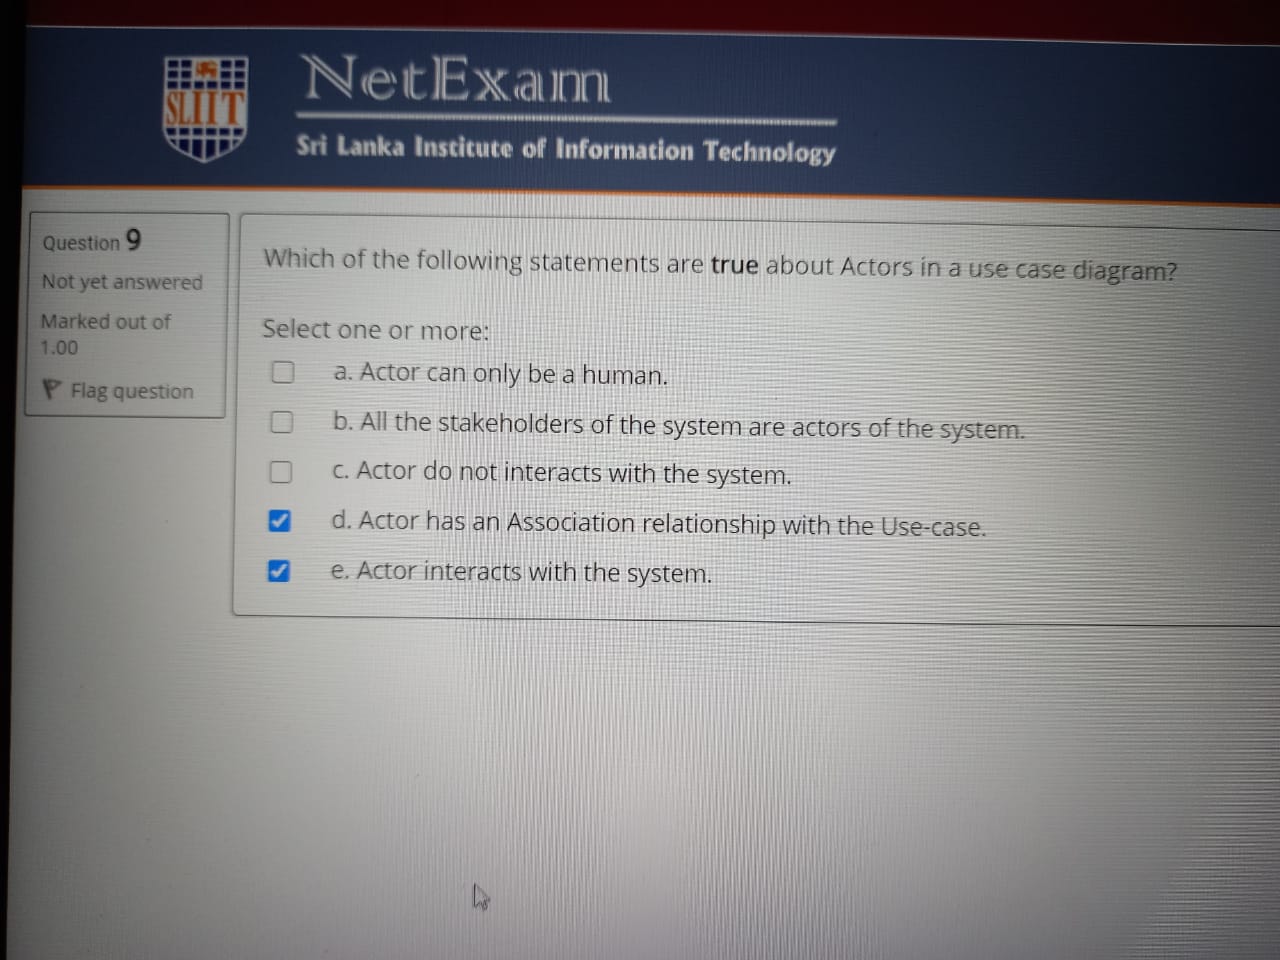 SLIIT
NetExam
Sri Lanka Institute of Information Technology
Question 9
Not yet answered
Marked out of
1.00
Flag question
Which of the following statements are true about Actors in a use case diagram?
Select one or more:
a. Actor can only be a human.
b. All the stakeholders of the system are actors of the system.
c. Actor do not interacts with the system.
d. Actor has an Association relationship with the Use-case.
e. Actor interacts with the system.